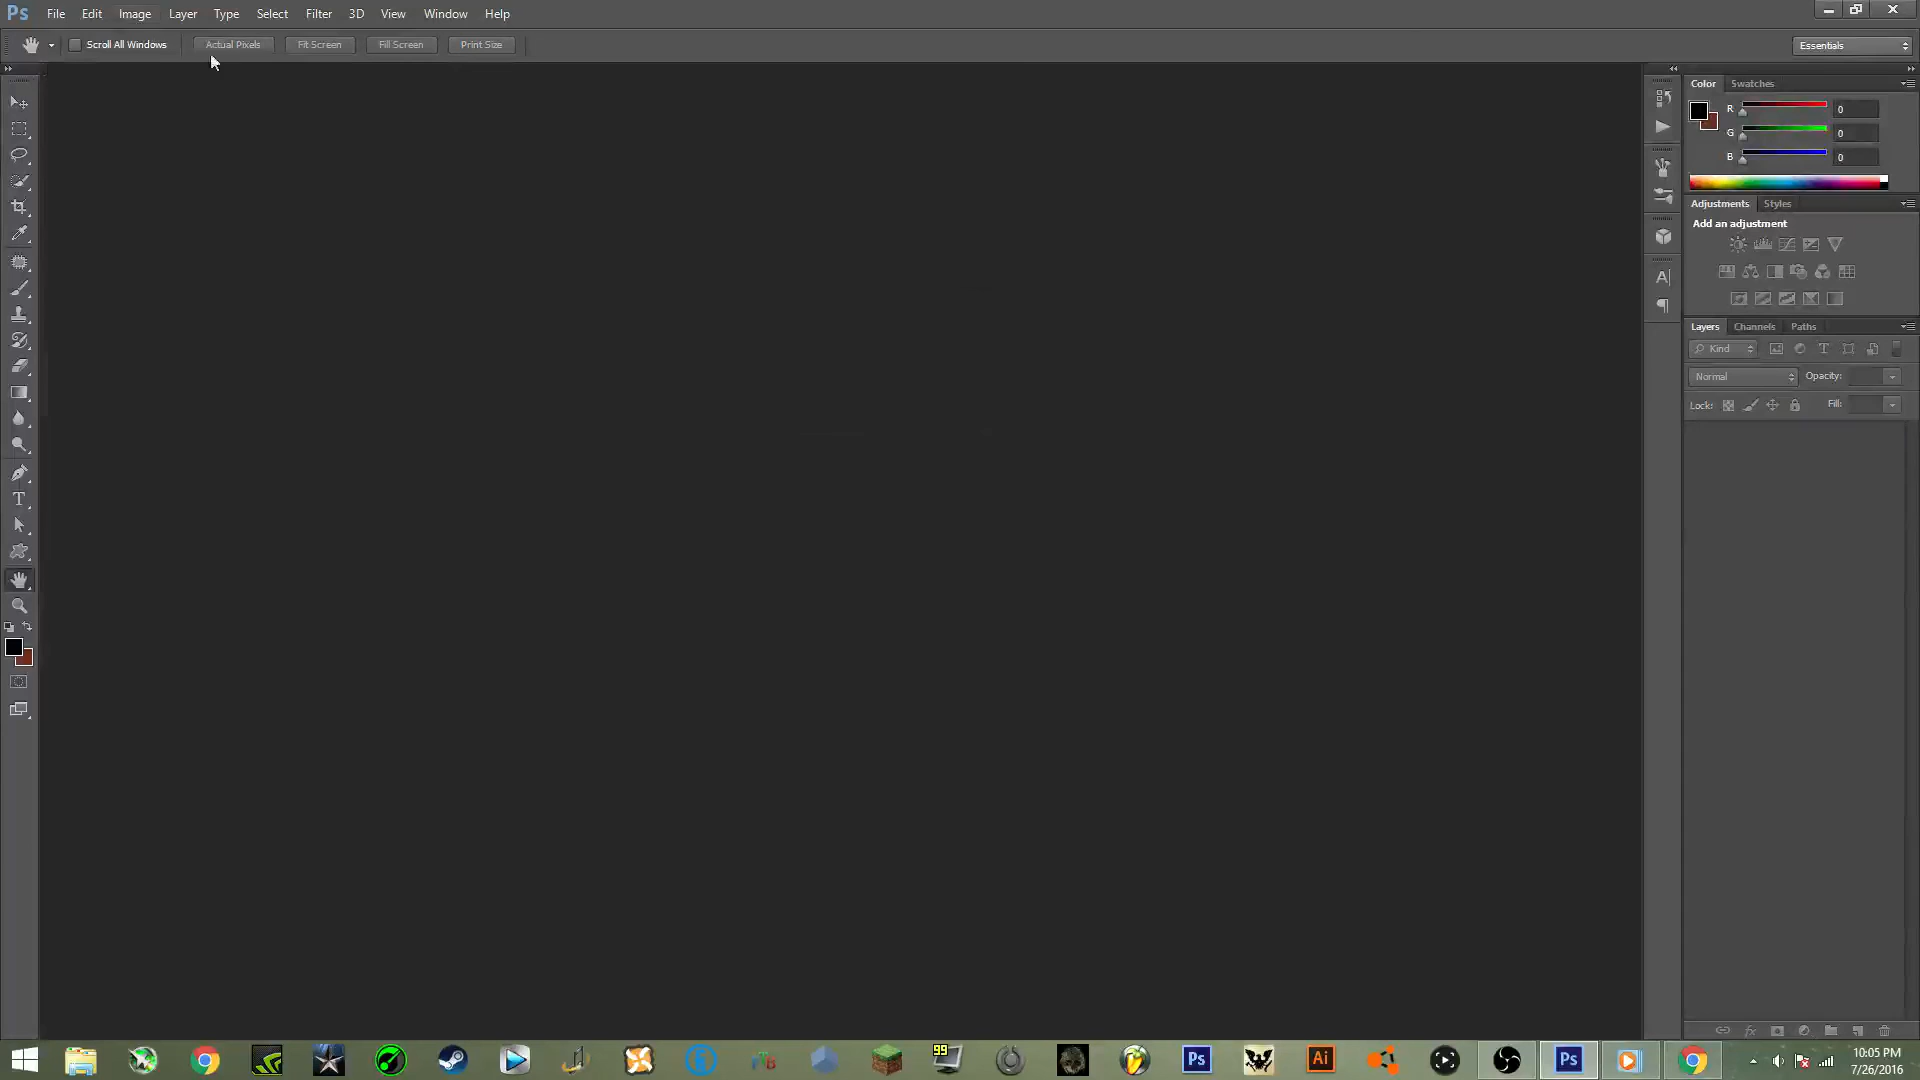 Ps File Edit Image Layer Type Select Filter 3D View Window Help
Scroll All Windows Actual Pixels Fit Screen Fill Screen Print Size Essentials
Color Swatches
R 0
G 0
B 0
Adjustments Styles
Add an adjustment
Layers Channels Paths
Kind
Normal Opacity:
Lock: Fill:
T
A
99 Ps Ai Ps
10:05 PM
7/26/2016